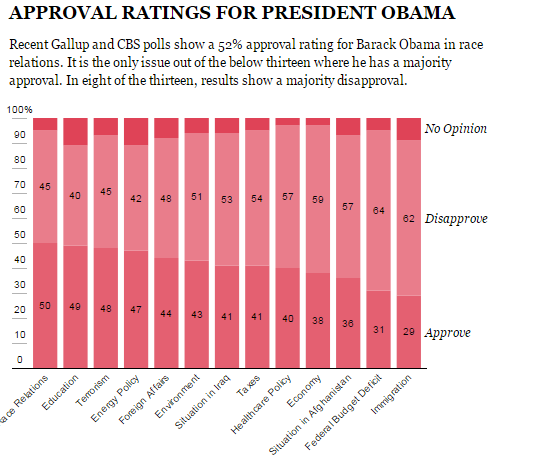 APPROVAL RATINGS FOR PRESIDENT OBAMA
Recent Gallup and CBS polls show a 52% approval rating for Barack Obama in race
relations. It is the only issue out of the below thirteen where he has a majority
approval. In eight of the thirteen, results show a majority disapproval.
100%
90
80
70
60
50
40
30
20
10
0
No Opinion
Disapprove
Approve
45 40 45 42 48 51 53 54 57 59 57 64 62
50 49 48 47 44 43 41 41 40 38 36 31 29
ace Relations
Education
Terrorism
Energy Policy
Foreign Affairs
Environment
Situation in Iraq
Taxes
Healthcare Policy
Economy
Situation in Afghanistan
Federal Budget Deficit
Immigration